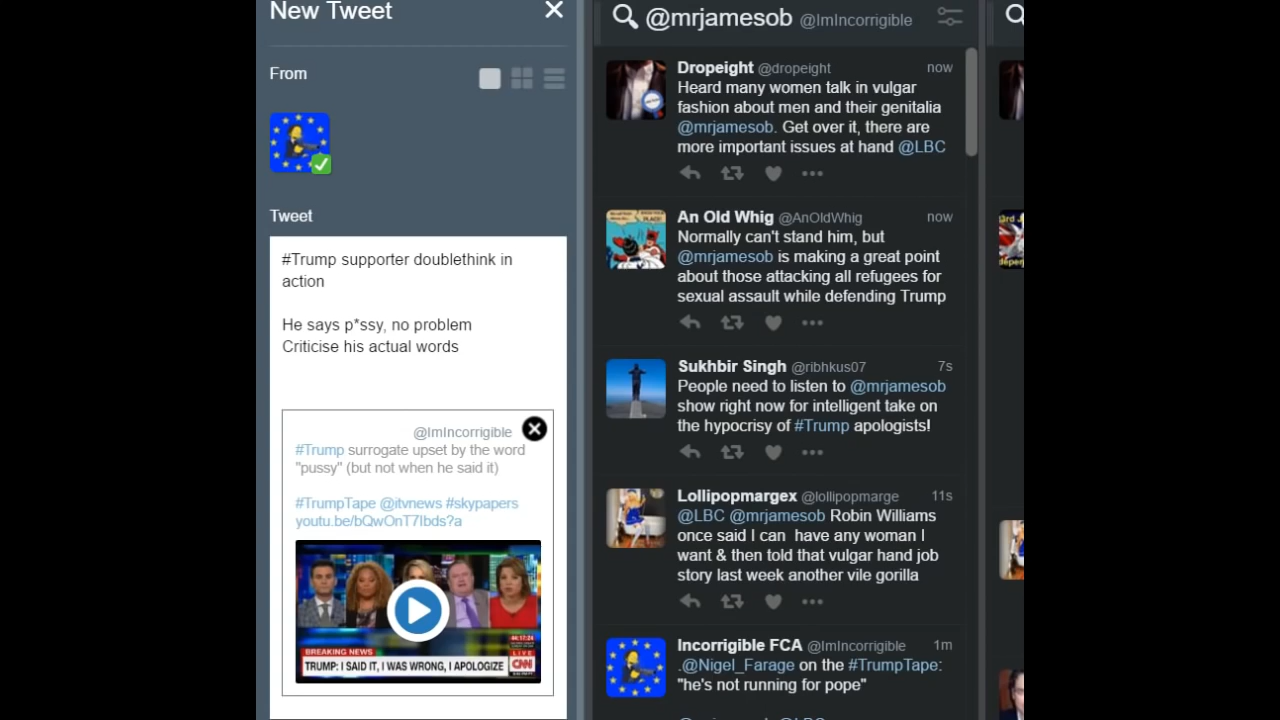 New Tweet
From
Tweet
#Trump supporter doublethink in
action
He says p*ssy, no problem
Criticise his actual words
@ImIncorrigible
#Trump surrogate upset by the word
"pussy" (but not when he said it)
#TrumpTape @itvnews #skypapers
youtu.be/bQwOnT7Ibds?a
BREAKING NEWS
LIVE
TRUMP: I SAID IT, I WAS WRONG, I APOLOGIZE
CNN
@mrjamesob @ImIncorrigible
Dropeight @dropeight now
Heard many women talk in vulgar
fashion about men and their genitalia
@mrjamesob. Get over it, there are
more important issues at hand @LBC
An Old Whig @AnOldWhig now
Normally can't stand him, but
@mrjamesob is making a great point
about those attacking all refugees for
sexual assault while defending Trump
Sukhbir Singh @ribhkus07 7s
People need to listen to @mrjamesob
show right now for intelligent take on
the hypocrisy of #Trump apologists!
Lollipopmargex @lollipopmarge 11s
@LBC @mrjamesob Robin Williams
once said I can have any woman I
want & then told that vulgar hand job
story last week another vile gorilla
Incorrigible FCA @ImIncorrigible 1m
.@Nigel_Farage on the #TrumpTape:
"he's not running for pope"